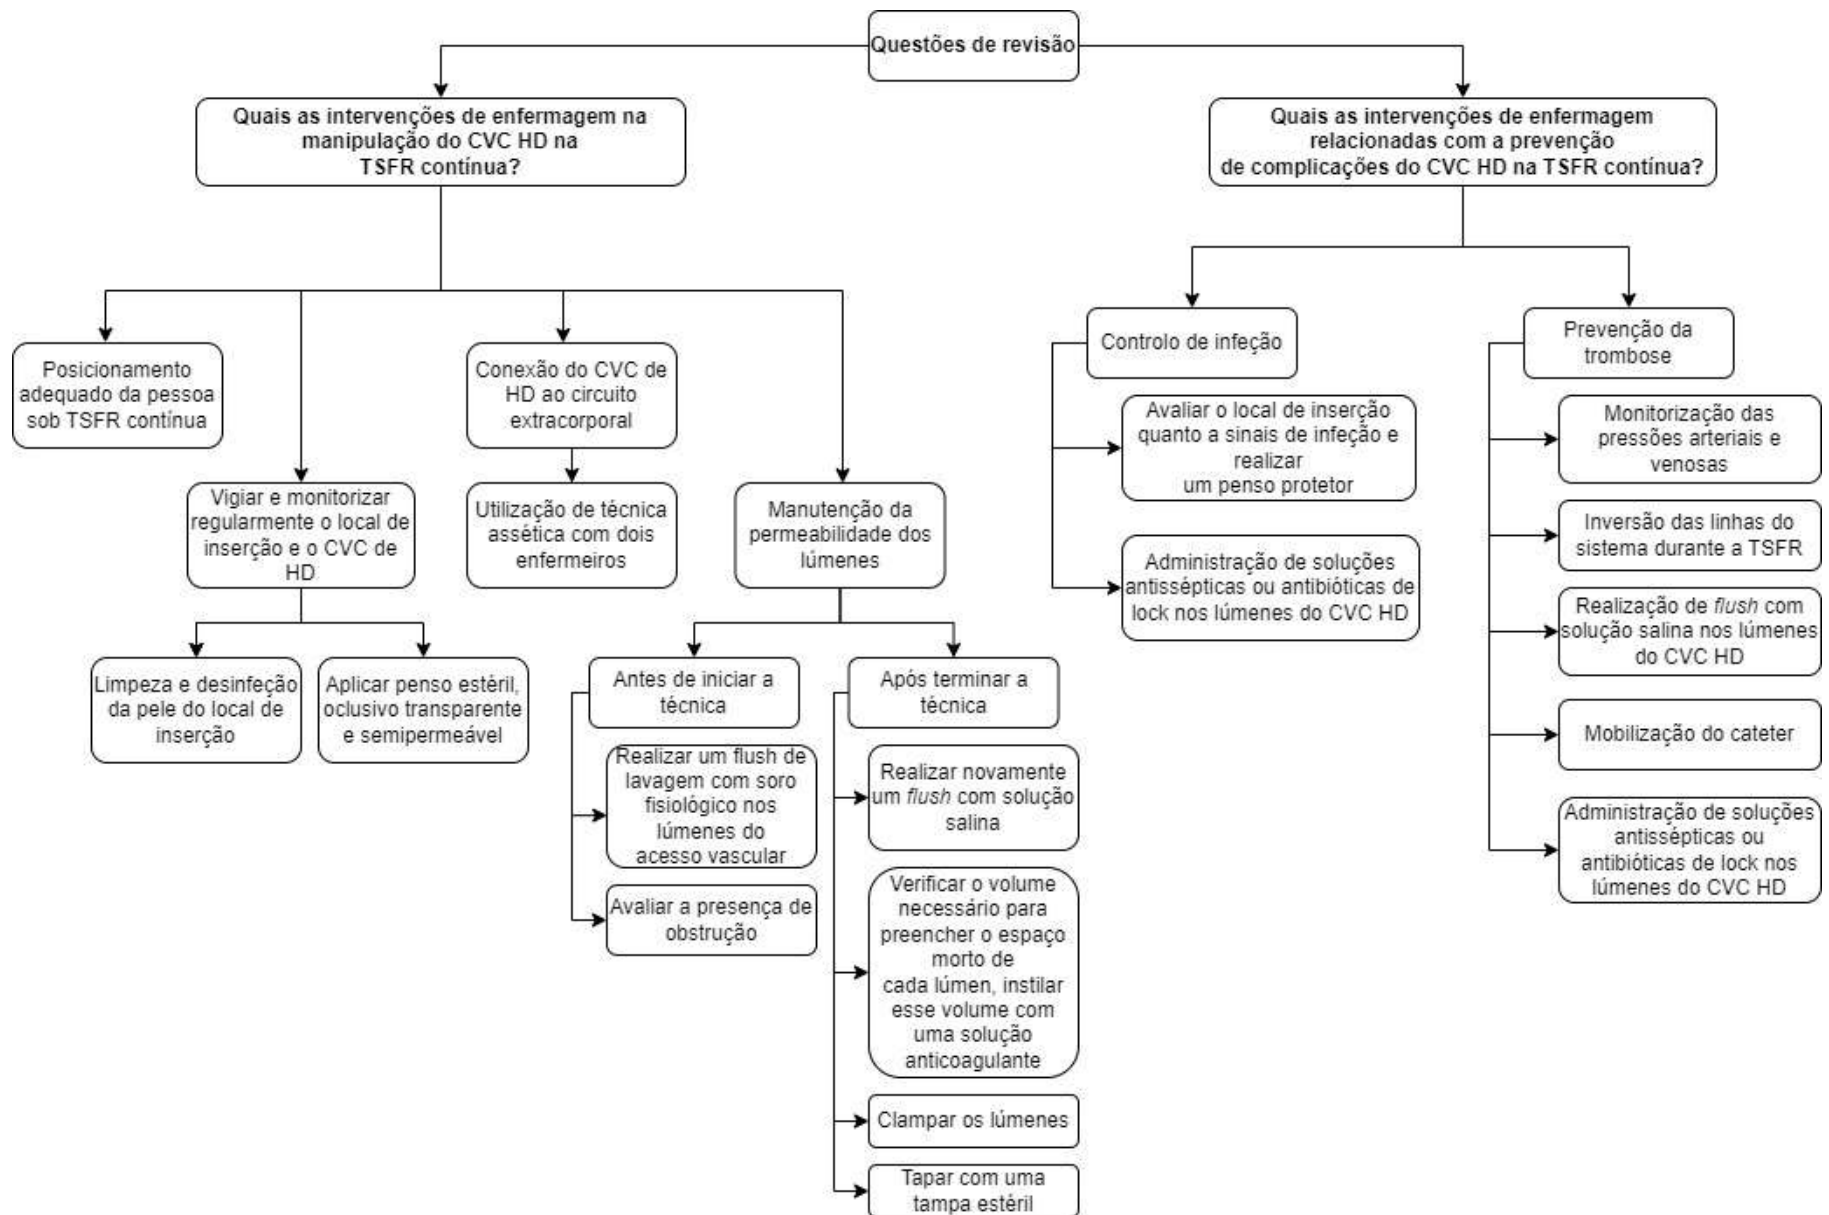 Questões de revisão
Quais as intervenções de enfermagem na
manipulação do CVC HD na
TSFR contínua?
Posicionamento
adequado da pessoa
sob TSFR contínua
Vigiar e monitorizar
regularmente o local de
inserção e o CVC de
HD
Limpeza e desinfeção
da pele do local de
inserção
Aplicar penso estéril,
oclusivo transparente
e semipermeável
Conexão do CVC de
HD ao circuito
extracorporal
Utilização de técnica
assética com dois
enfermeiros
Manutenção da
permeabilidade dos
lúmenes
Antes de iniciar a
técnica
Realizar um flush de
lavagem com soro
fisiológico nos
lúmenes do
acesso vascular
Avaliar a presença de
obstrução
Após terminar a
técnica
Realizar novamente
um flush com solução
salina
Verificar o volume
necessário para
preencher o espaço
morto de
cada lúmen, instilar
esse volume com
uma solução
anticoagulante
Clampar os lúmenes
Tapar com uma
tampa estéril
Quais as intervenções de enfermagem
relacionadas com a prevenção
de complicações do CVC HD na TSFR contínua?
Controlo de infeção
Avaliar o local de inserção
quanto a sinais de infeção e
realizar
um penso protetor
Administração de soluções
antissépticas ou antibióticas de
lock nos lúmenes do CVC HD
Prevenção da
trombose
Monitorização das
pressões arteriais e
venosas
Inversão das linhas do
sistema durante a TSFR
Realização de flush com
solução salina nos lúmenes
do CVC HD
Mobilização do cateter
Administração de soluções
antissépticas ou
antibióticas de lock nos
lúmenes do CVC HD